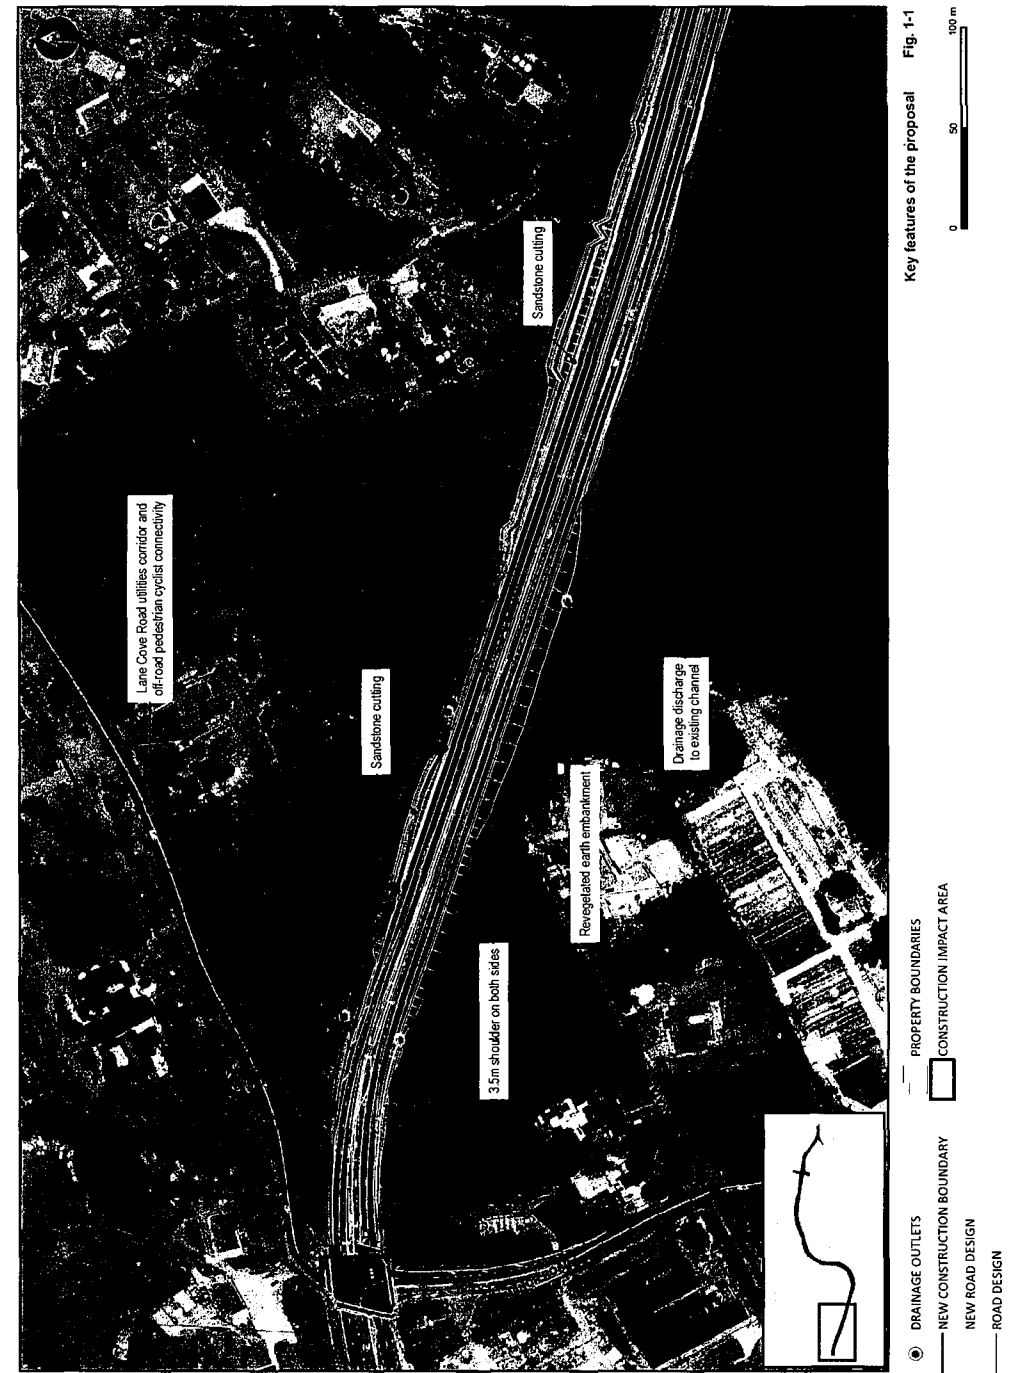 Lane Cove Road utilities corridor and
off-road pedestrian cyclist connectivity
Sandstone cutting
Sandstone cutting
3.5m shoulder on both sides
Revegetated earth embankment
Drainage discharge
to existing channel
DRAINAGE OUTLETS
NEW CONSTRUCTION BOUNDARY
NEW ROAD DESIGN
ROAD DESIGN
PROPERTY BOUNDARIES
CONSTRUCTION IMPACT AREA
Key features of the proposal Fig. 1-1
0 50 100 m